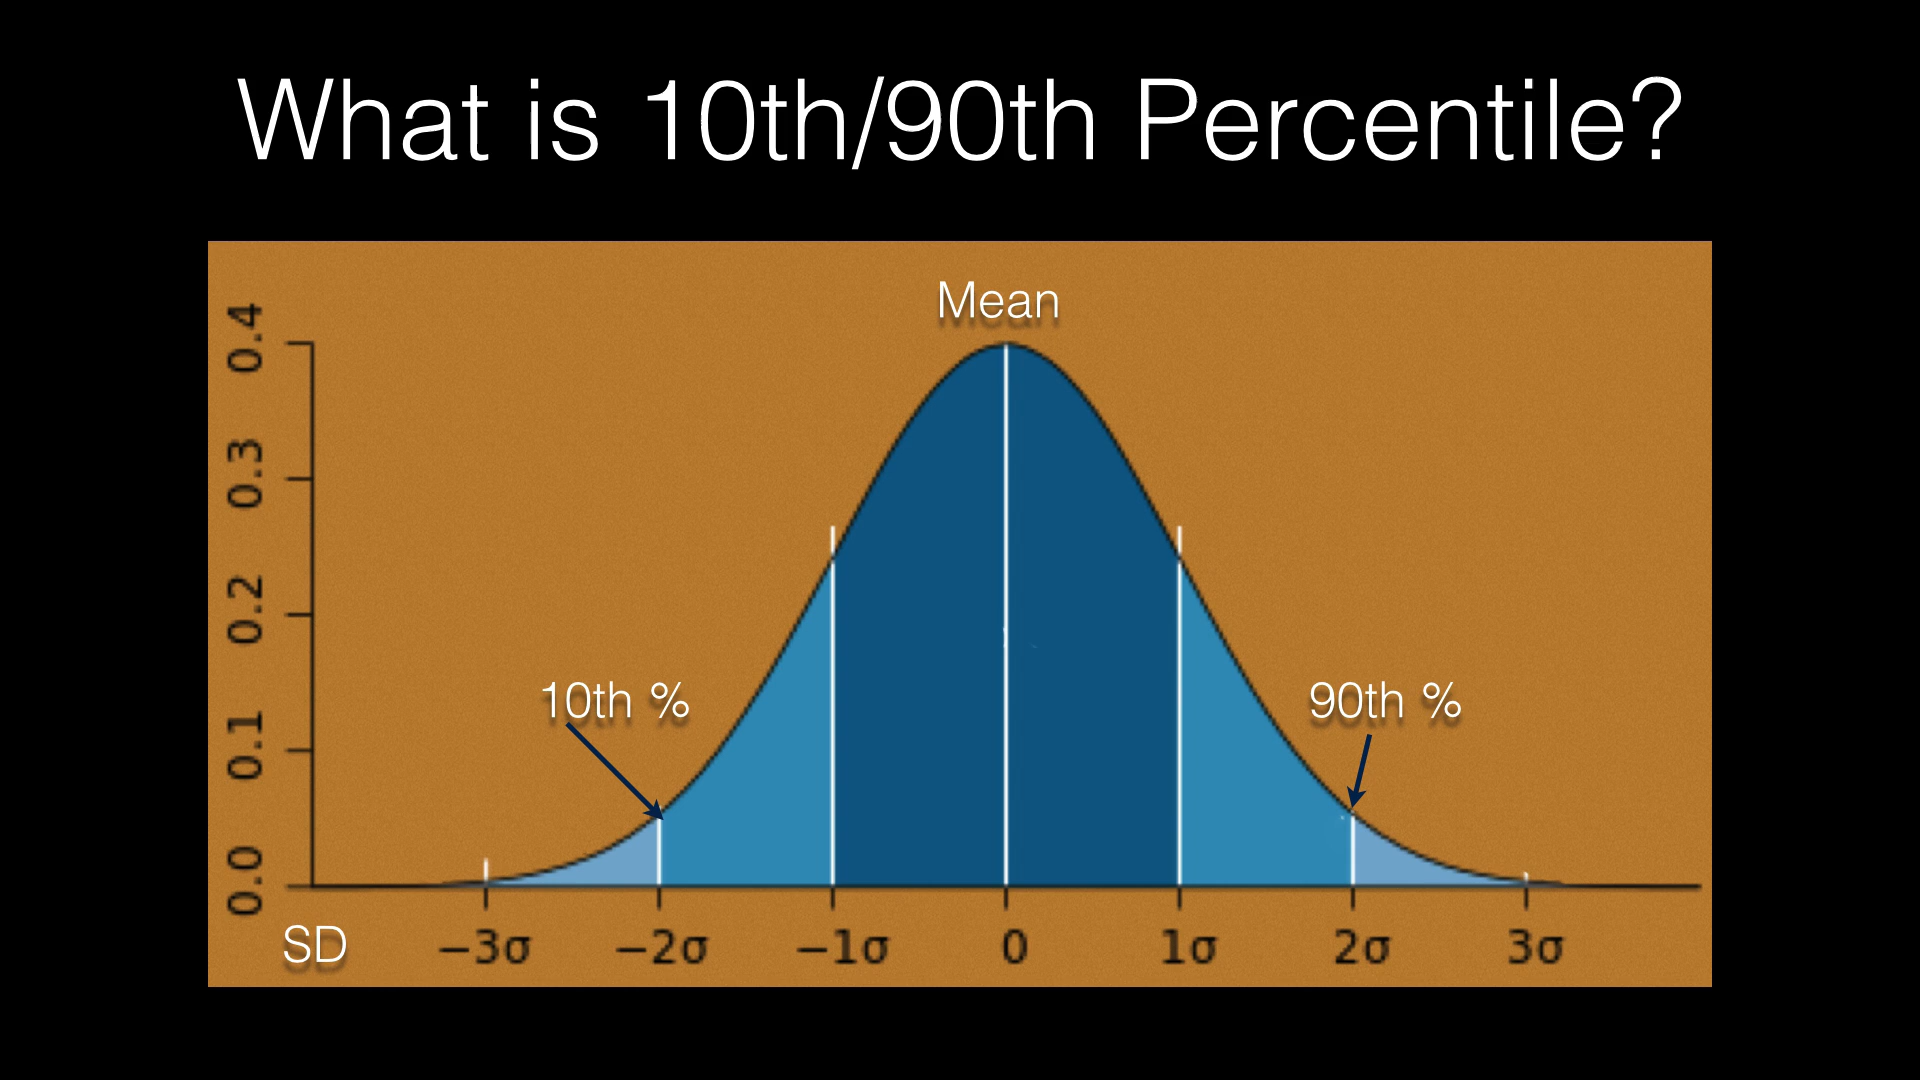 What is 10th/90th Percentile?
Mean
0.4
0.3
0.2
0.1
0.0
10th %
90th %
SD
−3σ −2σ −1σ 0 1σ 2σ 3σ